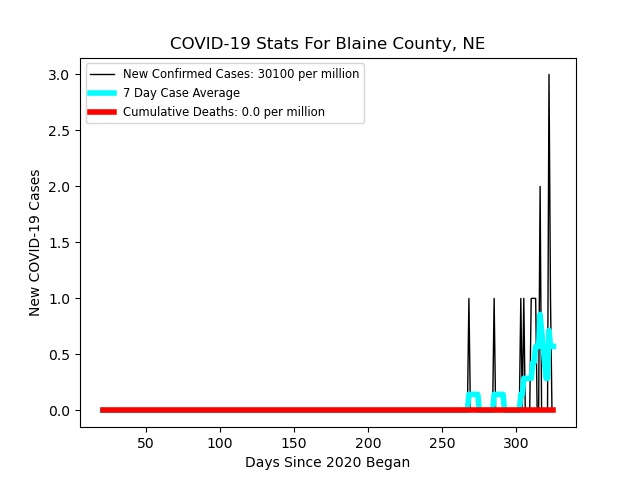 COVID-19 Stats For Blaine County, NE
New Confirmed Cases: 30100 per million
7 Day Case Average
Cumulative Deaths: 0.0 per million
New COVID-19 Cases
3.0
2.5
2.0
1.5
1.0
0.5
0.0
50 100 150 200 250 300
Days Since 2020 Began